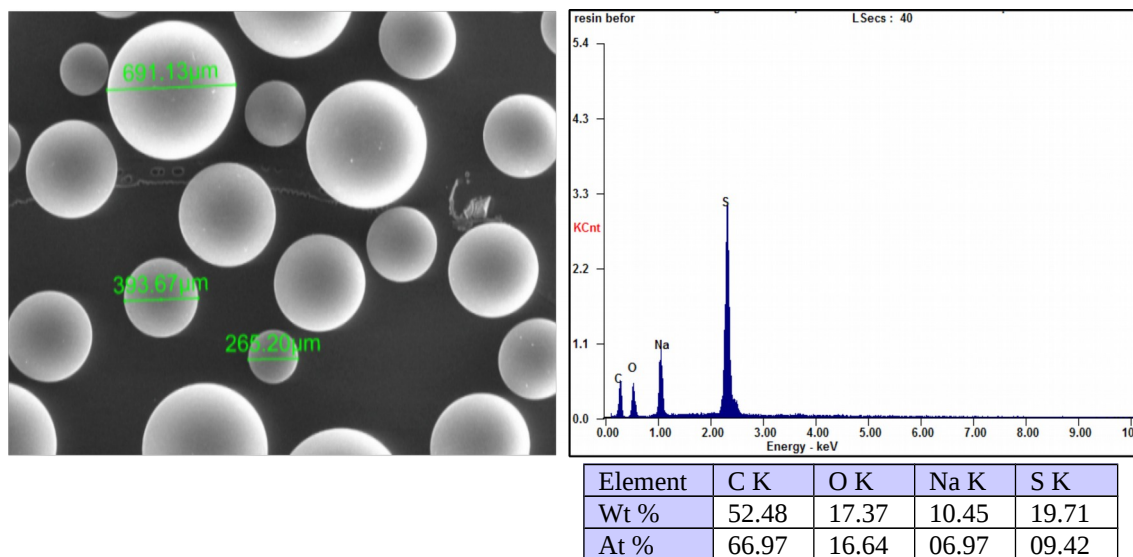 691.13µm
393.67µm
265.20µm
resin befor LSecs : 40
5.4
4.3
3.3
KCnt
2.2
1.1
0.0
S
Na
O
C
0.00 1.00 2.00 3.00 4.00 5.00 6.00 7.00 8.00 9.00 10
Energy - keV
Element C K O K Na K S K
Wt % 52.48 17.37 10.45 19.71
At % 66.97 16.64 06.97 09.42